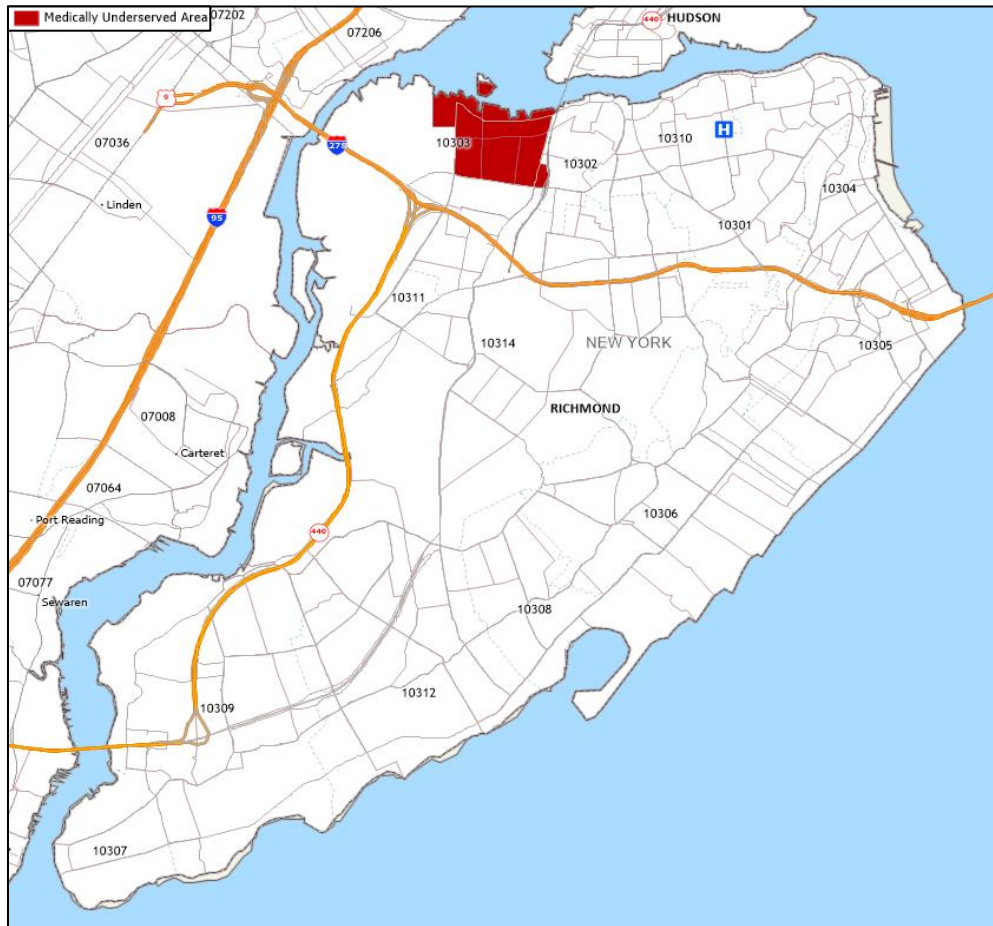 Medically Underserved Area
07202
440
HUDSON
07206
9
07036
278
10303
10302
10310
H
10304
Linden
95
10301
10311
10314
NEW YORK
10305
RICHMOND
07008
Carteret
07064
Port Reading
440
10306
07077
Sewaren
10308
10312
10309
10307